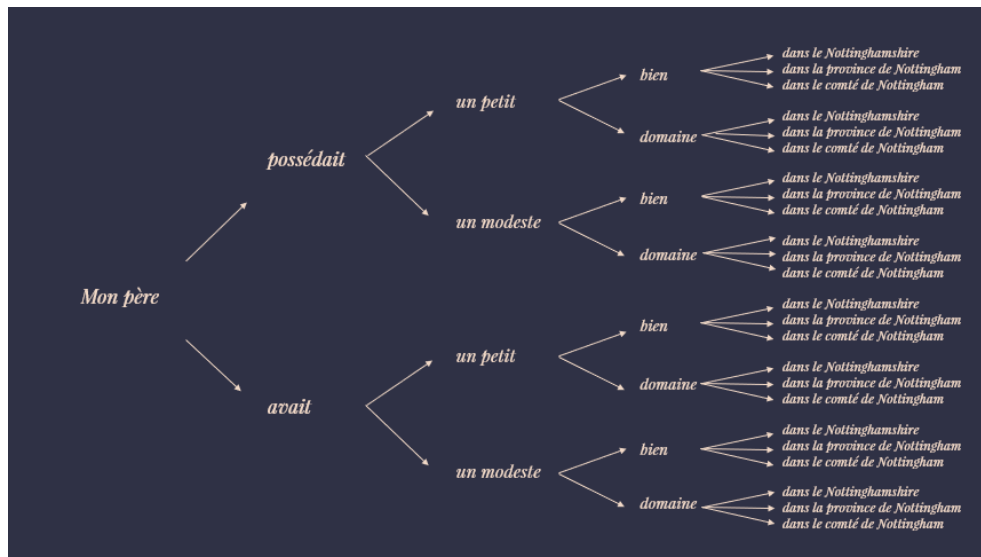 dans le Nottinghamshire
bien
dans la province de Nottingham
dans le comté de Nottingham
un petit
dans le Nottinghamshire
domaine
dans la province de Nottingham
dans le comté de Nottingham
possédait
dans le Nottinghamshire
bien
dans la province de Nottingham
dans le comté de Nottingham
un modeste
dans le Nottinghamshire
domaine
dans la province de Nottingham
dans le comté de Nottingham
Mon père
dans le Nottinghamshire
bien
dans la province de Nottingham
dans le comté de Nottingham
un petit
dans le Nottinghamshire
domaine
dans la province de Nottingham
dans le comté de Nottingham
avait
dans le Nottinghamshire
bien
dans la province de Nottingham
dans le comté de Nottingham
un modeste
dans le Nottinghamshire
domaine
dans la province de Nottingham
dans le comté de Nottingham